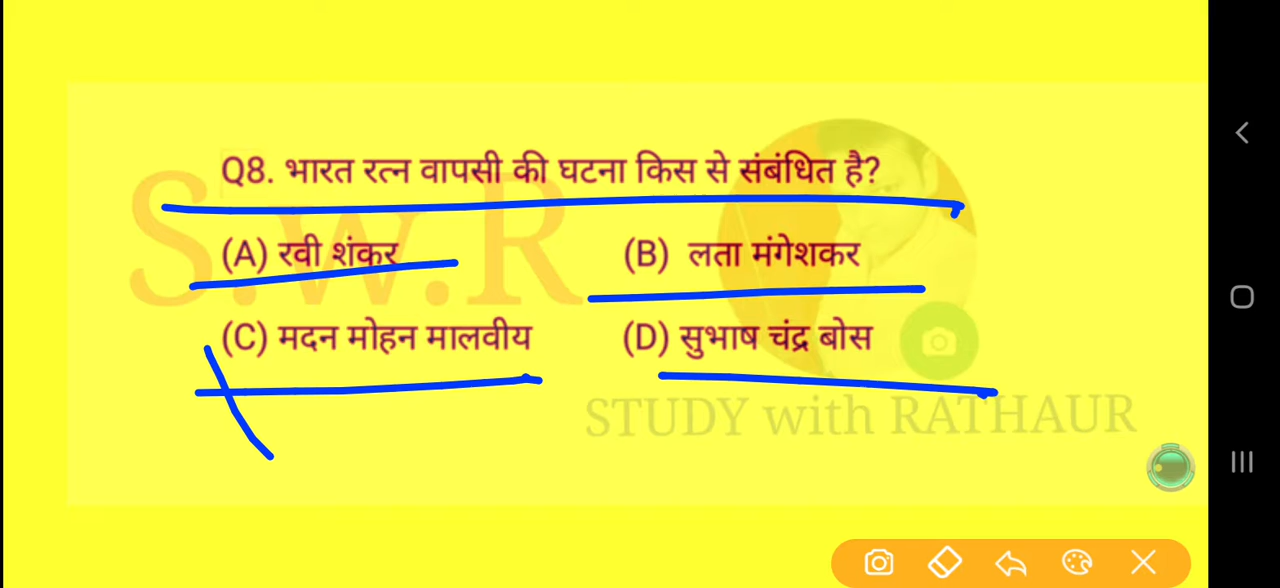 Q8. भारत रत्न वापसी की घटना किस से संबंधित है?
(A) रवी शंकर (B) लता मंगेशकर
(C) मदन मोहन मालवीय (D) सुभाष चंद्र बोस
S.W.R
STUDY with RATHAUR